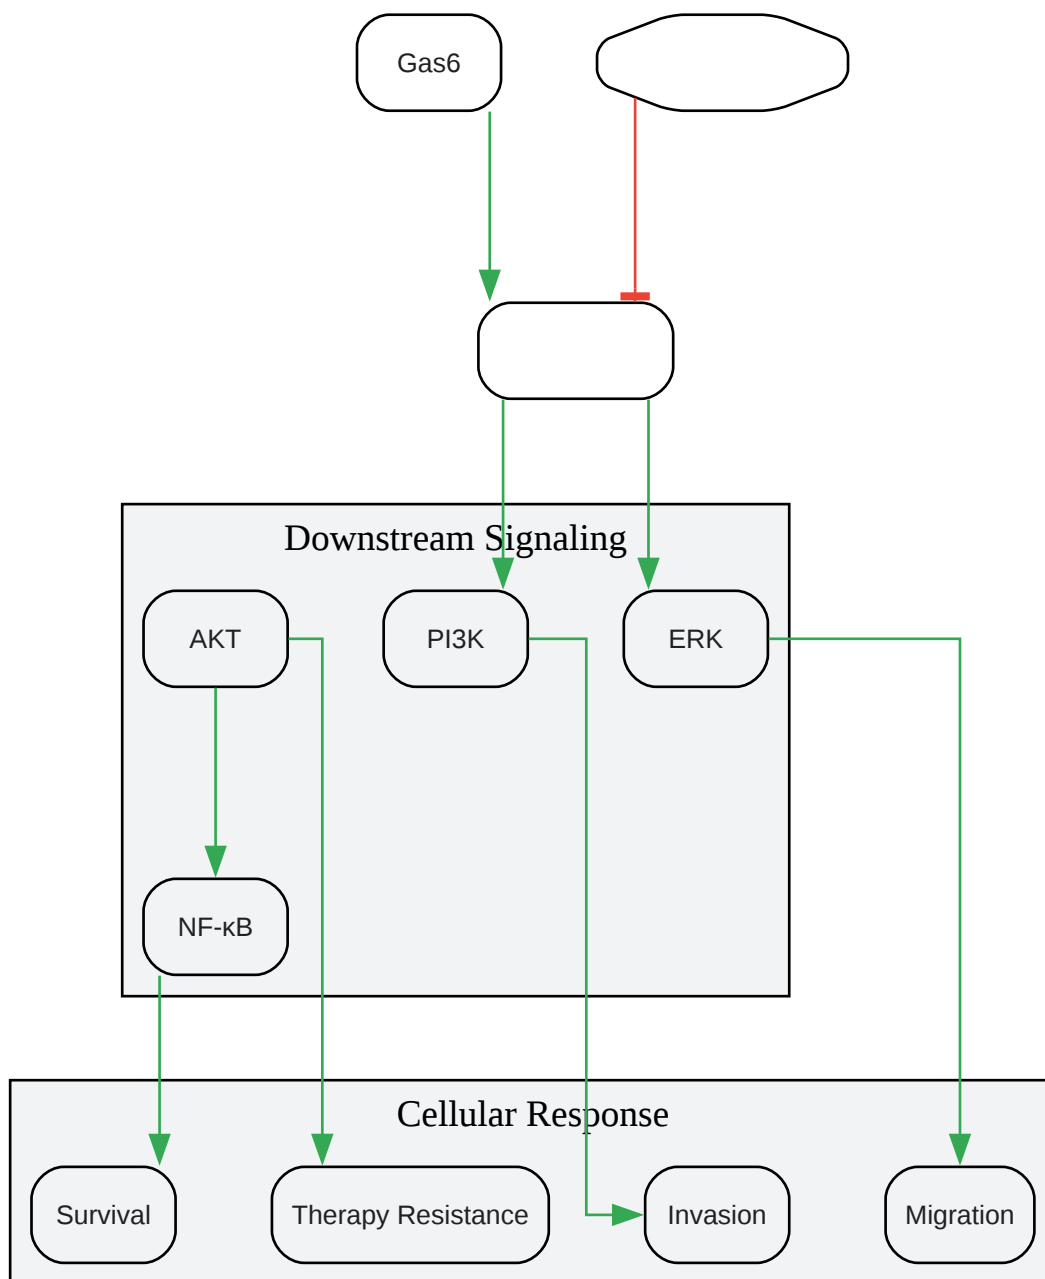 Gas6
Downstream Signaling
AKT
PI3K
ERK
NF-κB
Cellular Response
Survival
Therapy Resistance
Invasion
Migration